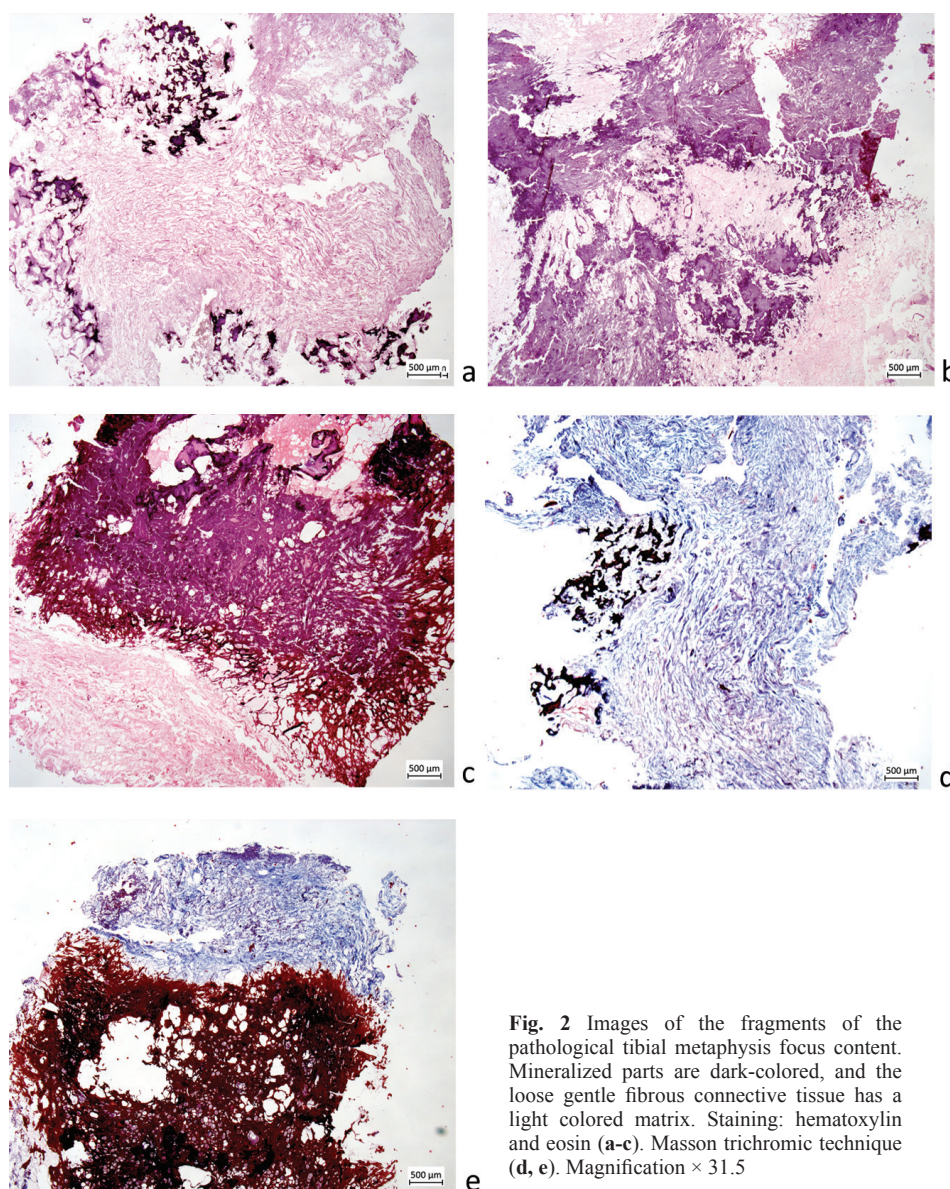 500 µm
a
500 µm
b
500 µm
c
500 µm
d
500 µm
e
Fig. 2 Images of the fragments of the
pathological tibial metaphysis focus content.
Mineralized parts are dark-colored, and the
loose gentle fibrous connective tissue has a
light colored matrix. Staining: hematoxylin
and eosin (a-c). Masson trichromic technique
(d, e). Magnification × 31.5